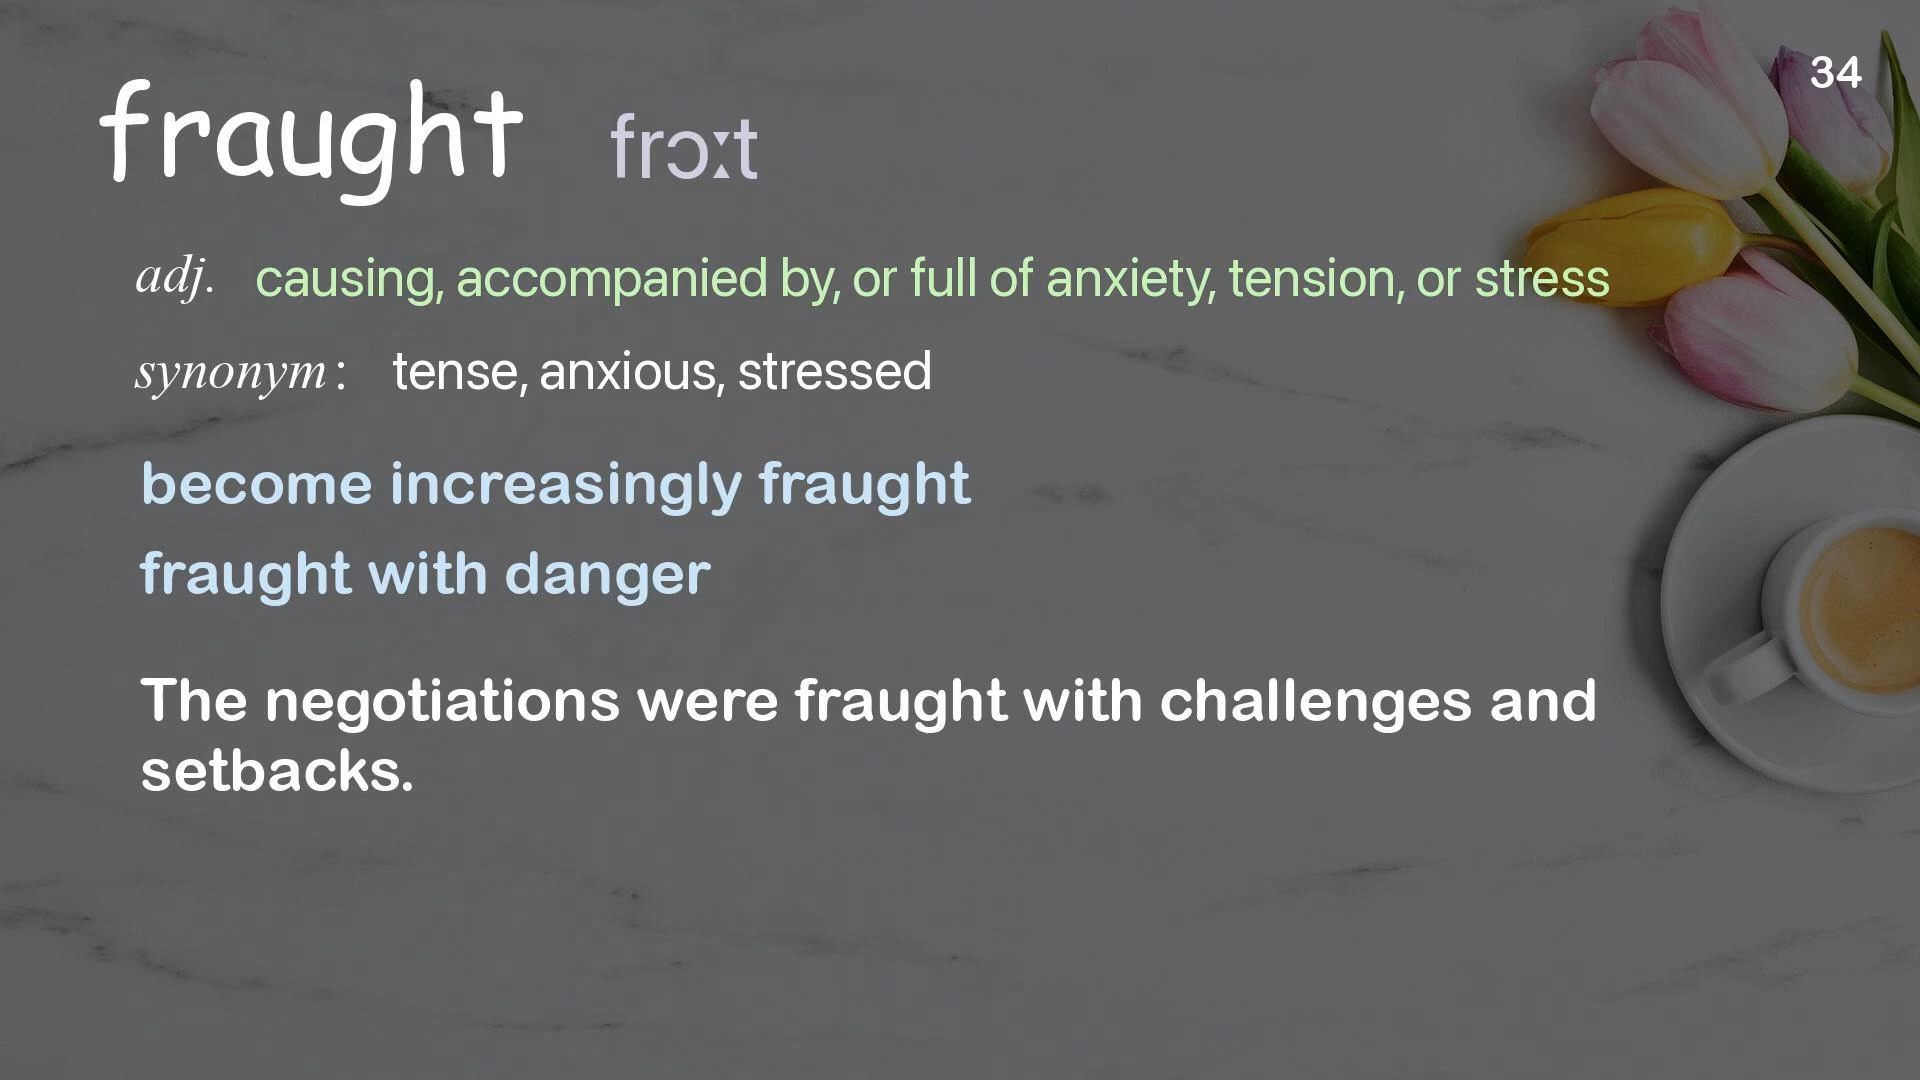 34
fraught frɔːt
adj. causing, accompanied by, or full of anxiety, tension, or stress
synonym : tense, anxious, stressed
become increasingly fraught
fraught with danger
The negotiations were fraught with challenges and
setbacks.